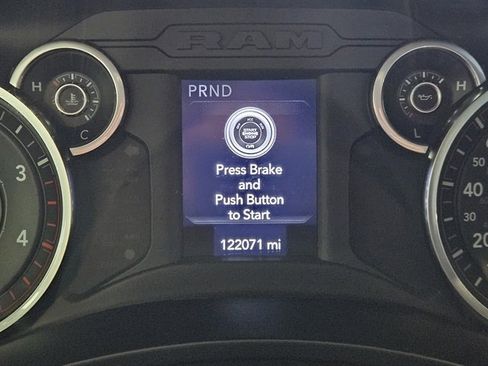 RAM
PRND
H
H
START
ENGINE
STOP
C
L
Press Brake
and
Push Button
to Start
122071 mi
3
4
60
50
40
30
20